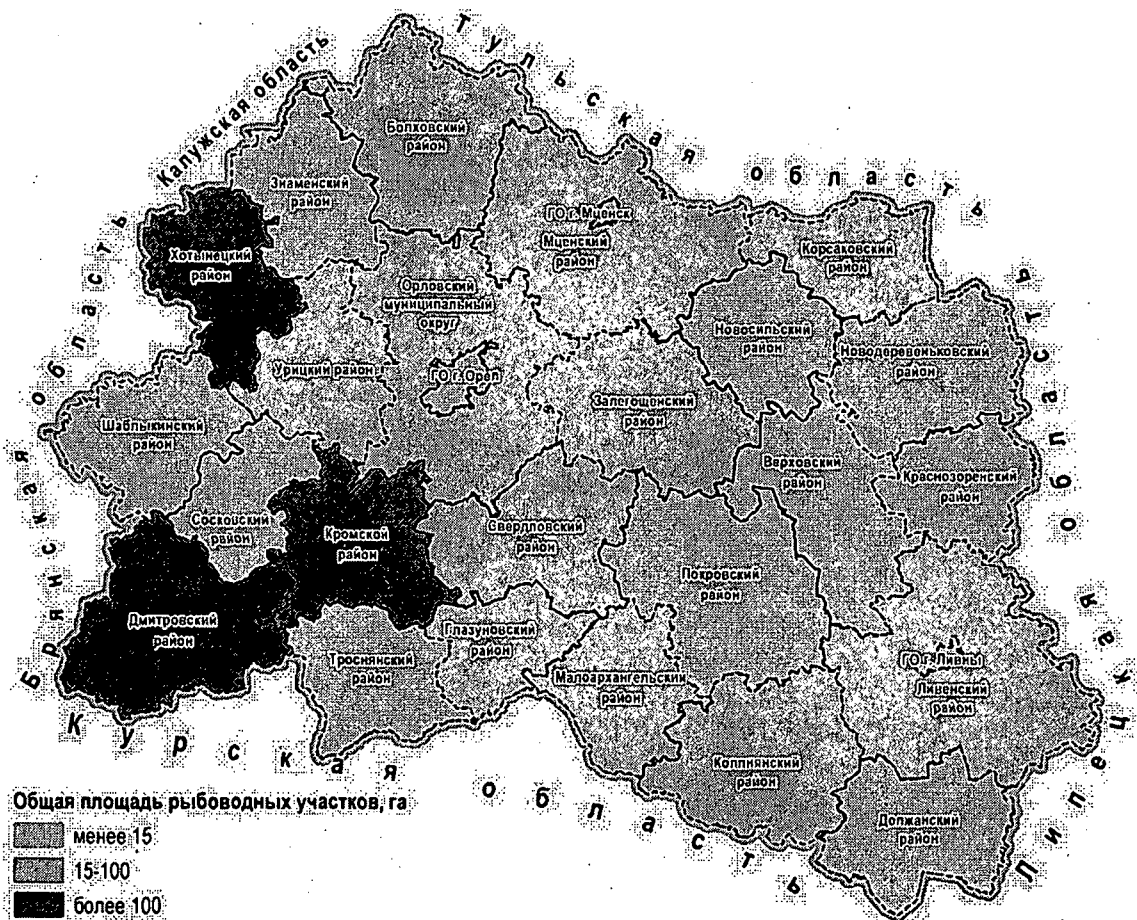 Тульская область
Калужская область
Болховский
район
Знаменский
район
ГО г. Мценск
Мценский
район
Корсаковский
район
Хотынецкий
район
Орловский
муниципальный
округ
Новосильский
район
Новодеревеньковский
район
Урицкий район
ГО г. Орел
Залегощенский
район
Шаблыкинский
район
Верховский
район
Краснозоренский
район
Сосковский
район
Кромской
район
Свердловский
район
Покровский
район
Дмитровский
район
Троснянский
район
Глазуновский
район
Малоархангельский
район
ГО г. Ливны
Ливенский
район
Колпнянский
район
Должанский
район
Брянская область
Курская область
Липецкая область
Общая площадь рыбоводных участков, га
менее 15
15-100
более 100